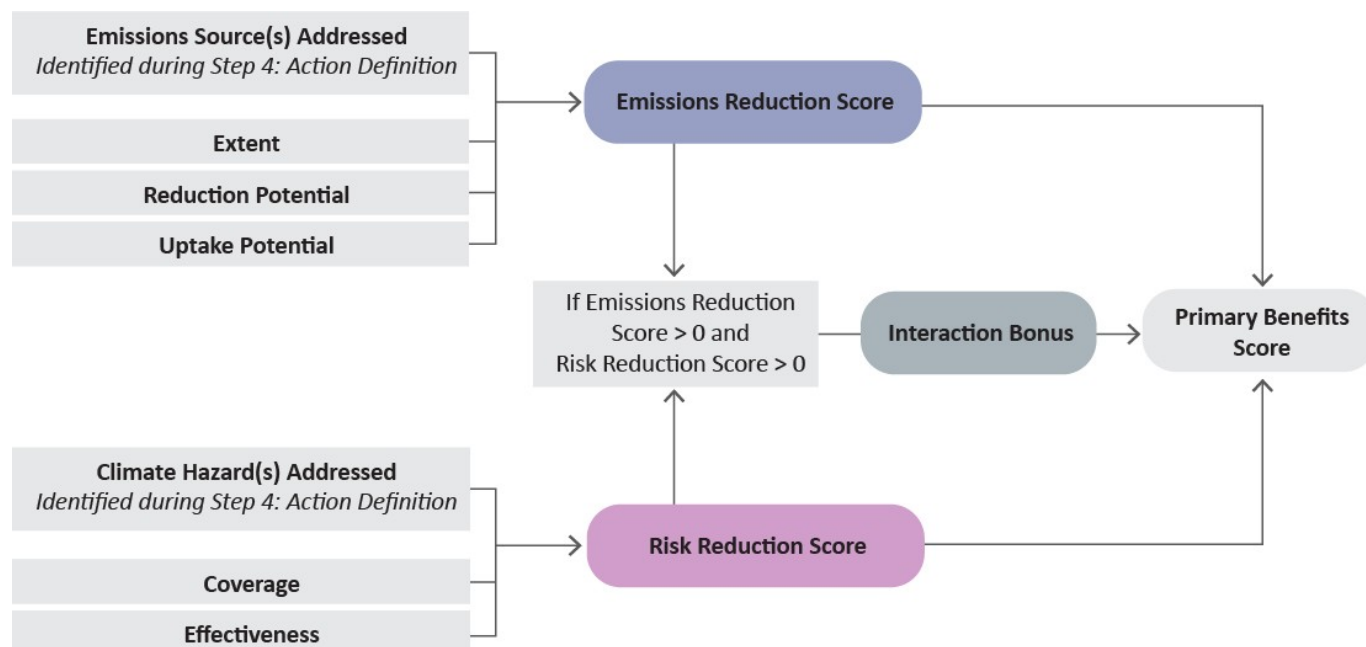 Emissions Source(s) Addressed
Identified during Step 4: Action Definition
Extent
Reduction Potential
Uptake Potential
Emissions Reduction Score
If Emissions Reduction
Score > 0 and
Risk Reduction Score > 0
Interaction Bonus
Primary Benefits
Score
Climate Hazard(s) Addressed
Identified during Step 4: Action Definition
Coverage
Effectiveness
Risk Reduction Score